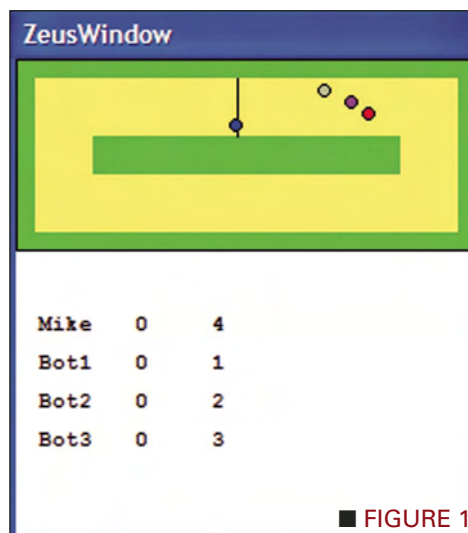 ZeusWindow
Mike 0 4
Bot1 0 1
Bot2 0 2
Bot3 0 3
■ FIGURE 1